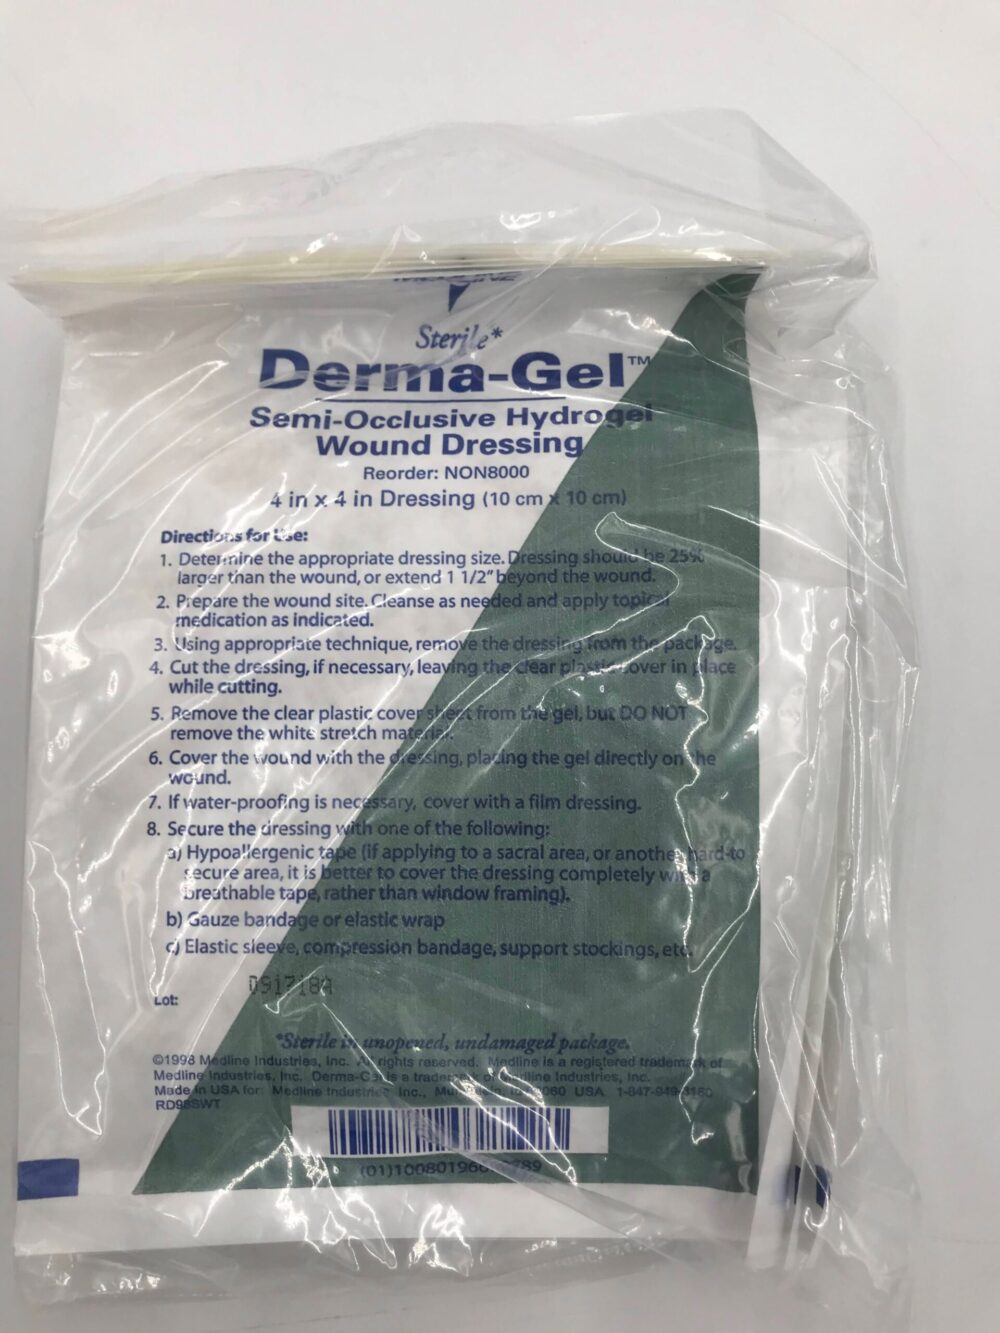 MEDLINE
Sterile*
Derma-Gel™
Semi-Occlusive Hydrogel
Wound Dressing
Reorder: NON8000
4 in x 4 in Dressing (10 cm x 10 cm)
Directions for Use:
1. Determine the appropriate dressing size. Dressing should be 25%
larger than the wound, or extend 1 1/2" beyond the wound.
2. Prepare the wound site. Cleanse as needed and apply topical
medication as indicated.
3. Using appropriate technique, remove the dressing from the package.
4. Cut the dressing, if necessary, leaving the clear plastic cover in place
while cutting.
5. Remove the clear plastic cover sheet from the gel, but DO NOT
remove the white stretch material.
6. Cover the wound with the dressing, placing the gel directly on the
wound.
7. If water-proofing is necessary, cover with a film dressing.
8. Secure the dressing with one of the following:
a) Hypoallergenic tape (if applying to a sacral area, or another hard-to
secure area, it is better to cover the dressing completely with a
breathable tape, rather than window framing).
b) Gauze bandage or elastic wrap
c) Elastic sleeve, compression bandage, support stockings, etc.
Lot: 091718A
*Sterile in unopened, undamaged package.
©1998 Medline Industries, Inc. All rights reserved. Medline is a registered trademark of
Medline Industries, Inc. Derma-Gel is a trademark of Medline Industries, Inc.
Made in USA for: Medline Industries, Inc., USA 1-847-949-3180